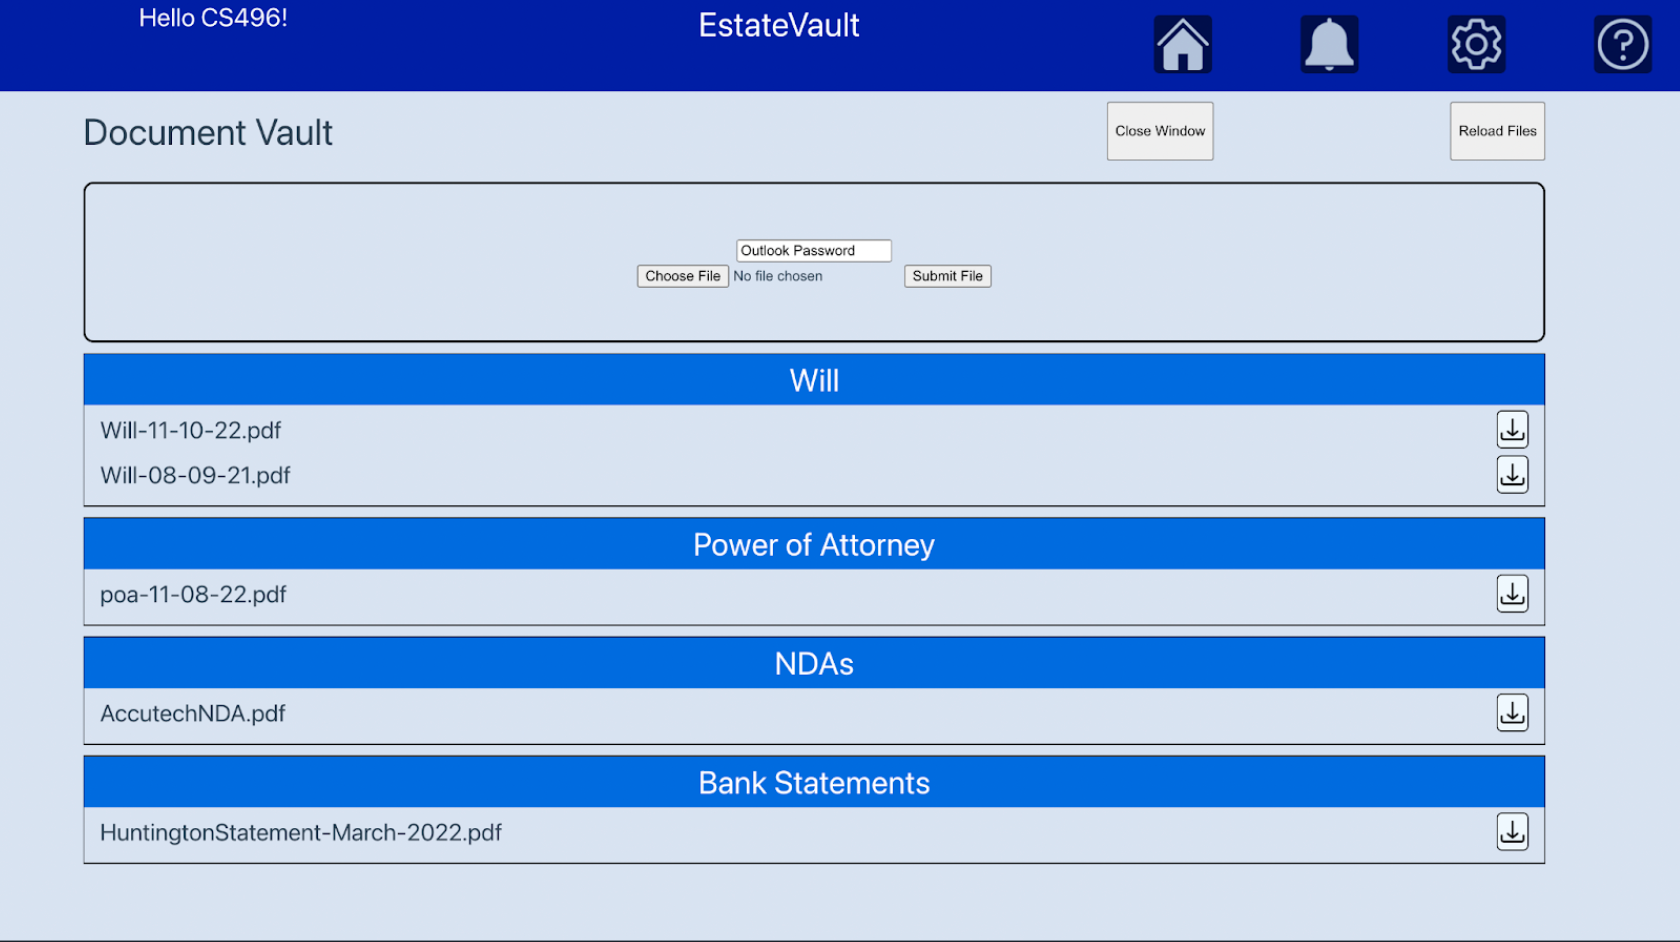 Hello CS496!
EstateVault
Document Vault
Close Window
Reload Files
Outlook Password
Choose File No file chosen
Submit File
Will
Will-11-10-22.pdf
Will-08-09-21.pdf
Power of Attorney
poa-11-08-22.pdf
NDAs
AccutechNDA.pdf
Bank Statements
HuntingtonStatement-March-2022.pdf